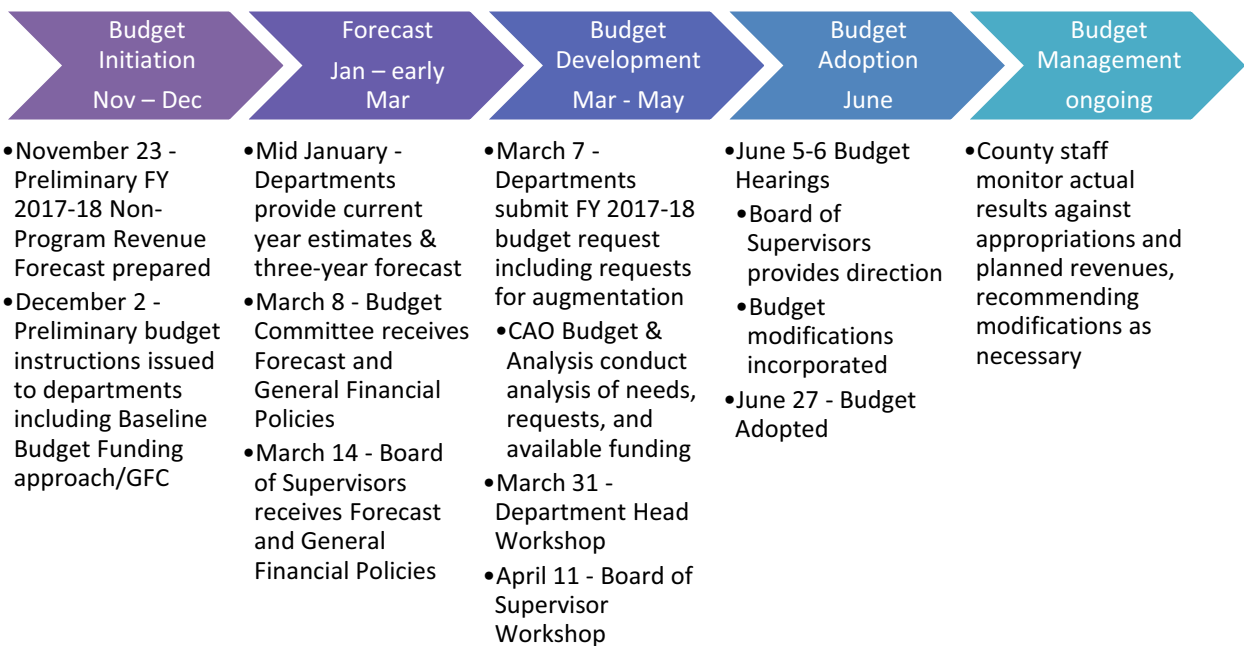 Budget
Initiation
Nov – Dec
Forecast
Jan – early
Mar
Budget
Development
Mar - May
Budget
Adoption
June
Budget
Management
ongoing
•November 23 -
Preliminary FY
2017-18 Non-
Program Revenue
Forecast prepared
•December 2 -
Preliminary budget
instructions issued
to departments
including Baseline
Budget Funding
approach/GFC
•Mid January -
Departments
provide current
year estimates &
three-year forecast
•March 8 - Budget
Committee receives
Forecast and
General Financial
Policies
•March 14 - Board
of Supervisors
receives Forecast
and General
Financial Policies
•March 7 -
Departments
submit FY 2017-18
budget request
including requests
for augmentation
•CAO Budget &
Analysis conduct
analysis of needs,
requests, and
available funding
•March 31 -
Department Head
Workshop
•April 11 - Board of
Supervisor
Workshop
•June 5-6 Budget
Hearings
•Board of
Supervisors
provides direction
•Budget
modifications
incorporated
•June 27 - Budget
Adopted
•County staff
monitor actual
results against
appropriations and
planned revenues,
recommending
modifications as
necessary